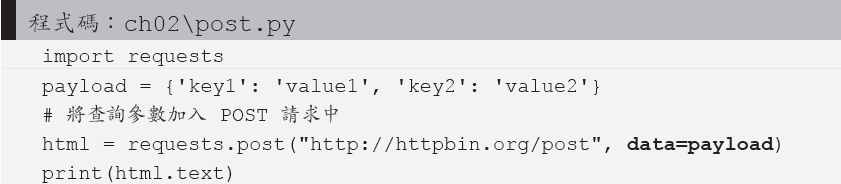 程式碼：ch02\post.py
import requests
payload = {'key1': 'value1', 'key2': 'value2'}
# 將查詢參數加入 POST 請求中
html = requests.post("http://httpbin.org/post", data=payload)
print(html.text)